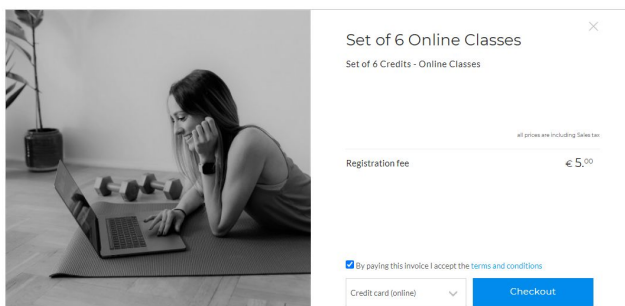 Set of 6 Online Classes
Set of 6 Credits - Online Classes
all prices are including Sales tax
Registration fee € 5.00
By paying this invoice I accept the terms and conditions
Credit card (online) Checkout